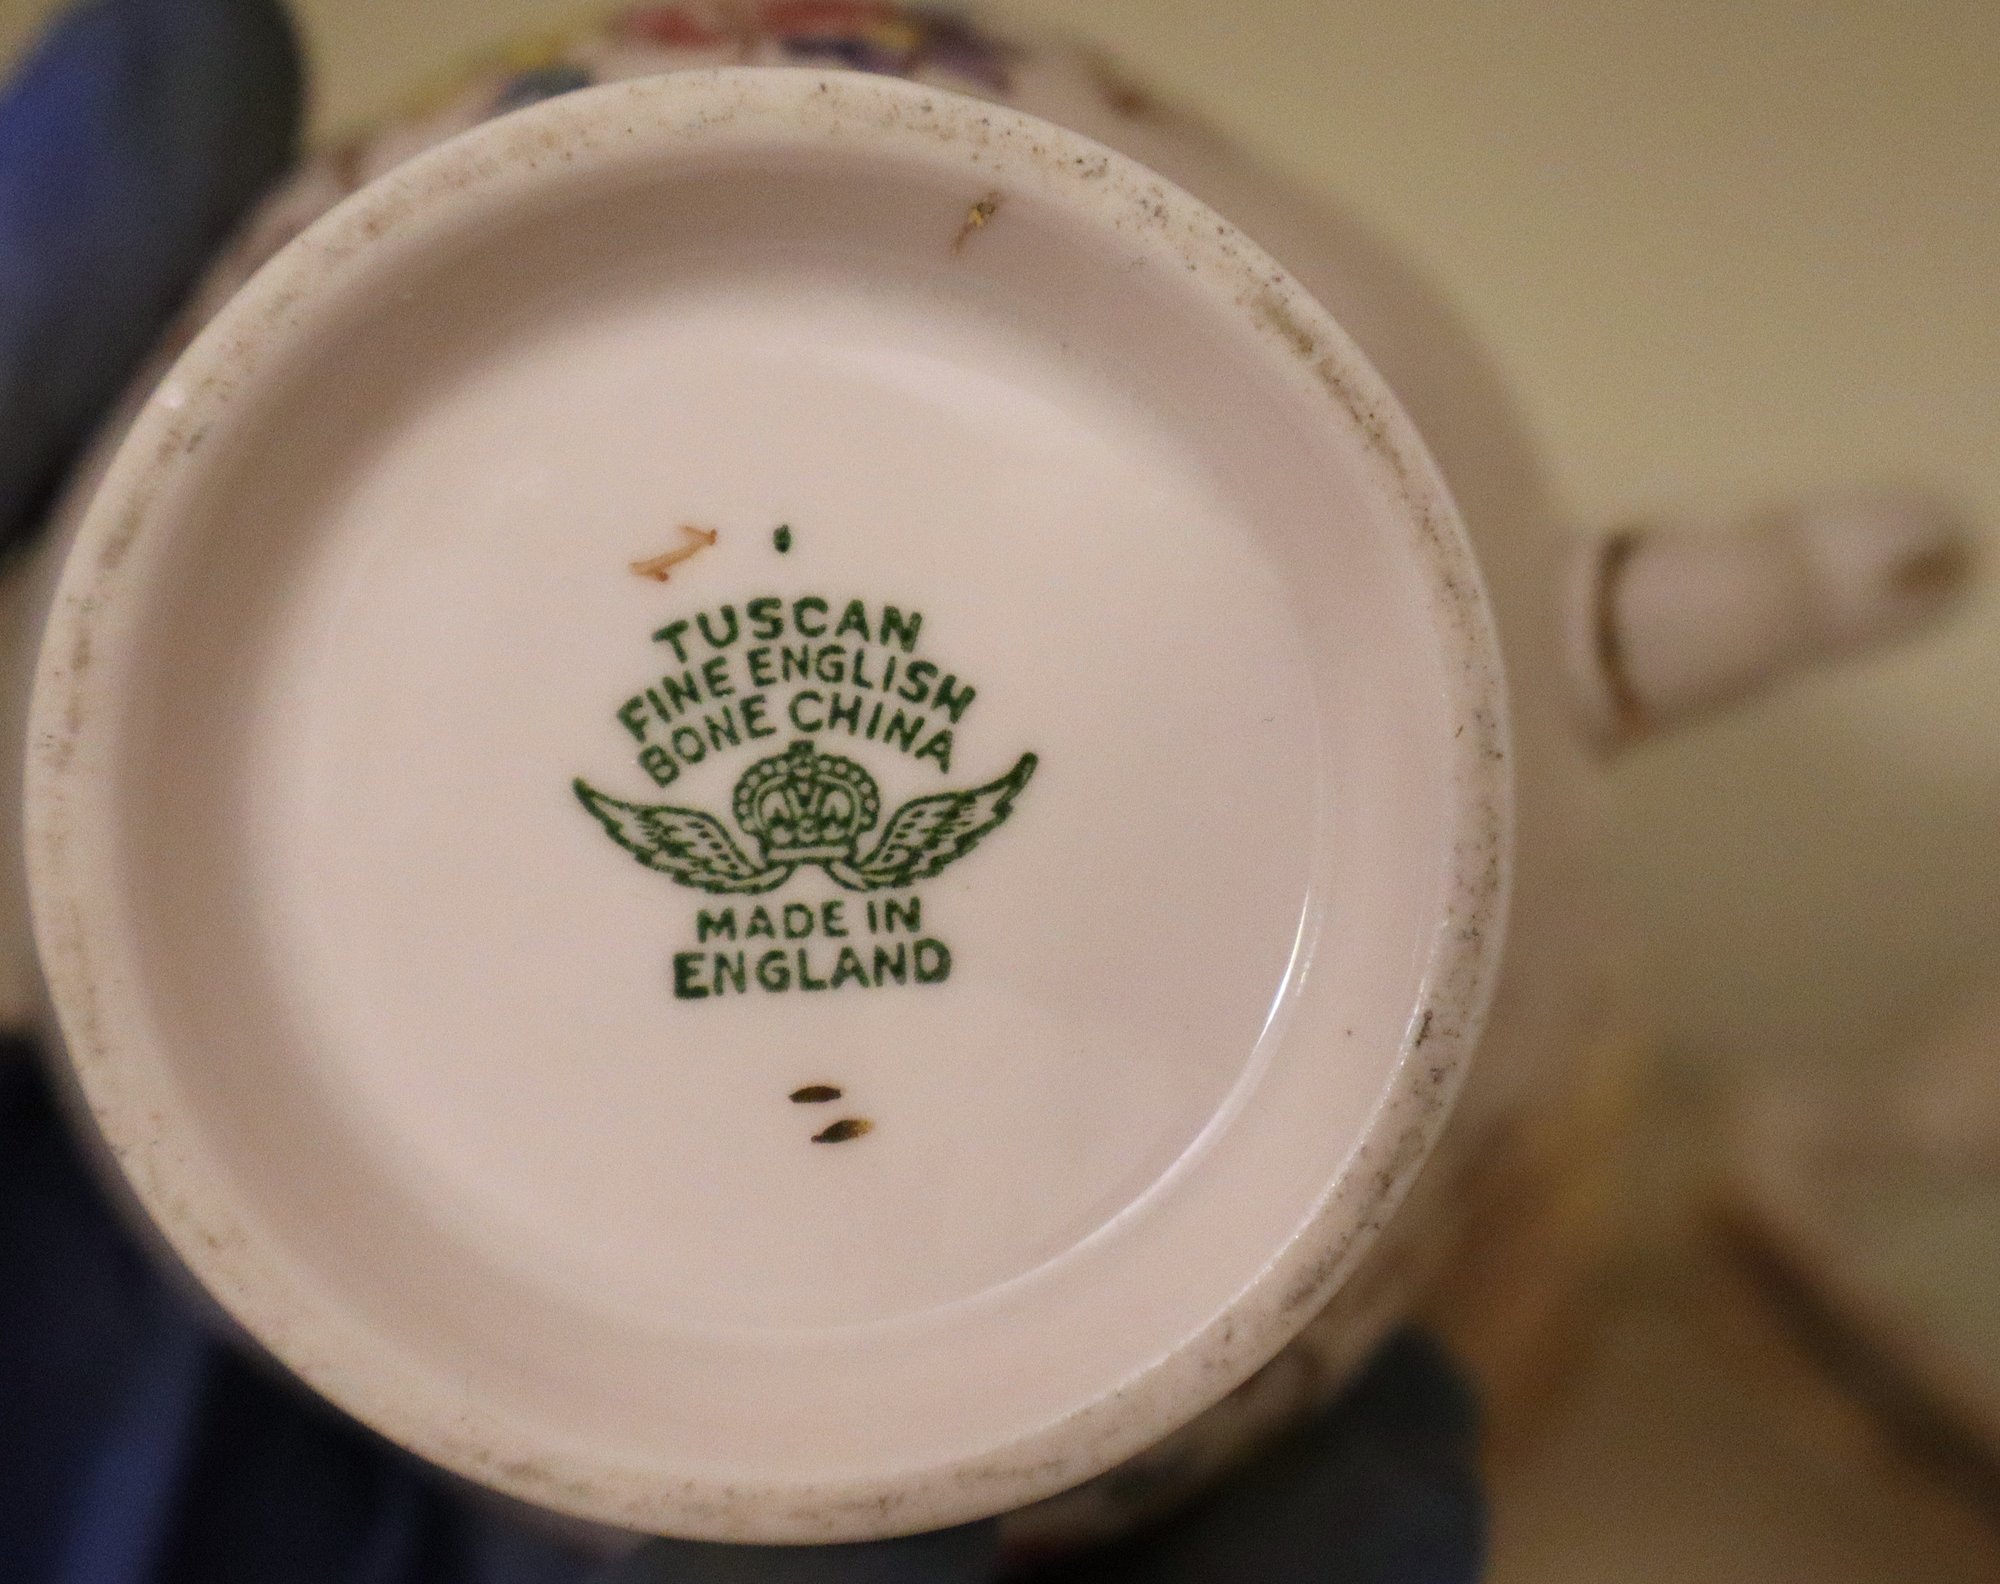 TUSCAN
FINE ENGLISH
BONE CHINA
MADE IN
ENGLAND